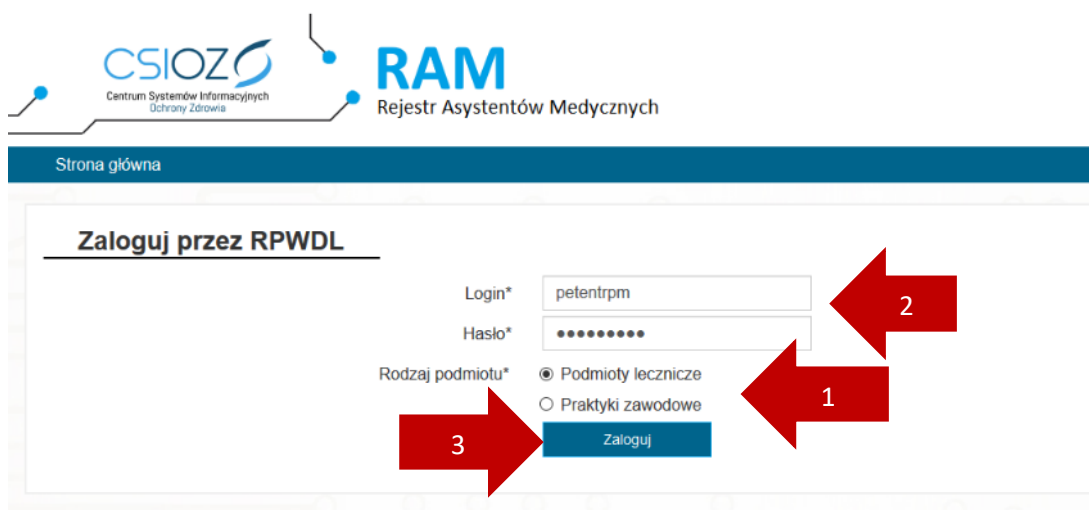 CSIOZ
Centrum Systemów Informacyjnych
Ochrony Zdrowia
RAM
Rejestr Asystentów Medycznych
Strona główna
Zaloguj przez RPWDL
Login* petentrpm
2
Hasło* •••••••••
Rodzaj podmiotu* Podmioty lecznicze
1
Praktyki zawodowe
3
Zaloguj